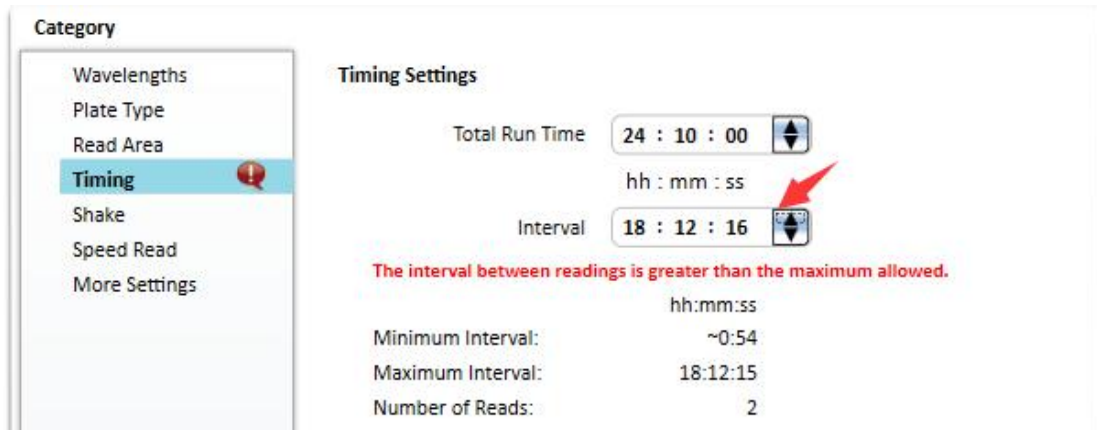 Category
Wavelengths
Plate Type
Read Area
Timing
Shake
Speed Read
More Settings
Timing Settings
Total Run Time 24 : 10 : 00
hh : mm : ss
Interval 18 : 12 : 16
The interval between readings is greater than the maximum allowed.
hh:mm:ss
Minimum Interval: ~0:54
Maximum Interval: 18:12:15
Number of Reads: 2